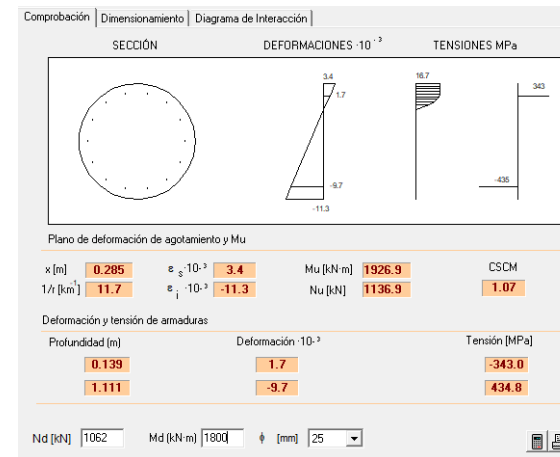 Comprobación Dimensionamiento Diagrama de Interacción
SECCIÓN DEFORMACIONES ·10⁻³ TENSIONES MPa
3.4 16.7
1.7 343
-9.7 -435
-11.3
Plano de deformación de agotamiento y Mu
x [m] 0.285 ε s·10-³ 3.4 Mu [kN·m] 1926.9 CSCM
1/r [km-1] 11.7 ε i ·10-³ -11.3 Nu [kN] 1136.9 1.07
Deformación y tensión de armaduras
Profundidad (m) Deformación ·10-³ Tensión [MPa]
0.139 1.7 -343.0
1.111 -9.7 434.8
Nd [kN] 1062 Md (kN·m) 1800 ϕ [mm] 25